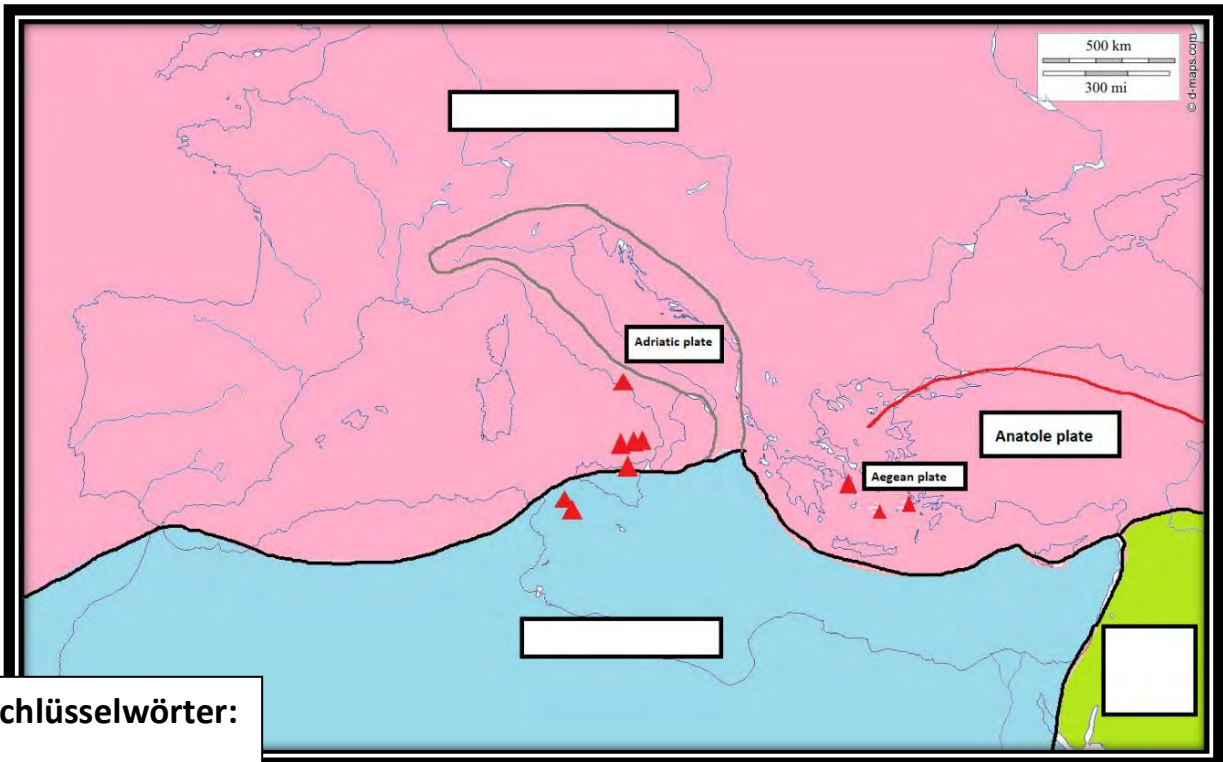 500 km
300 mi
© d-maps.com
Adriatic plate
Anatole plate
Aegean plate
chlüsselwörter: